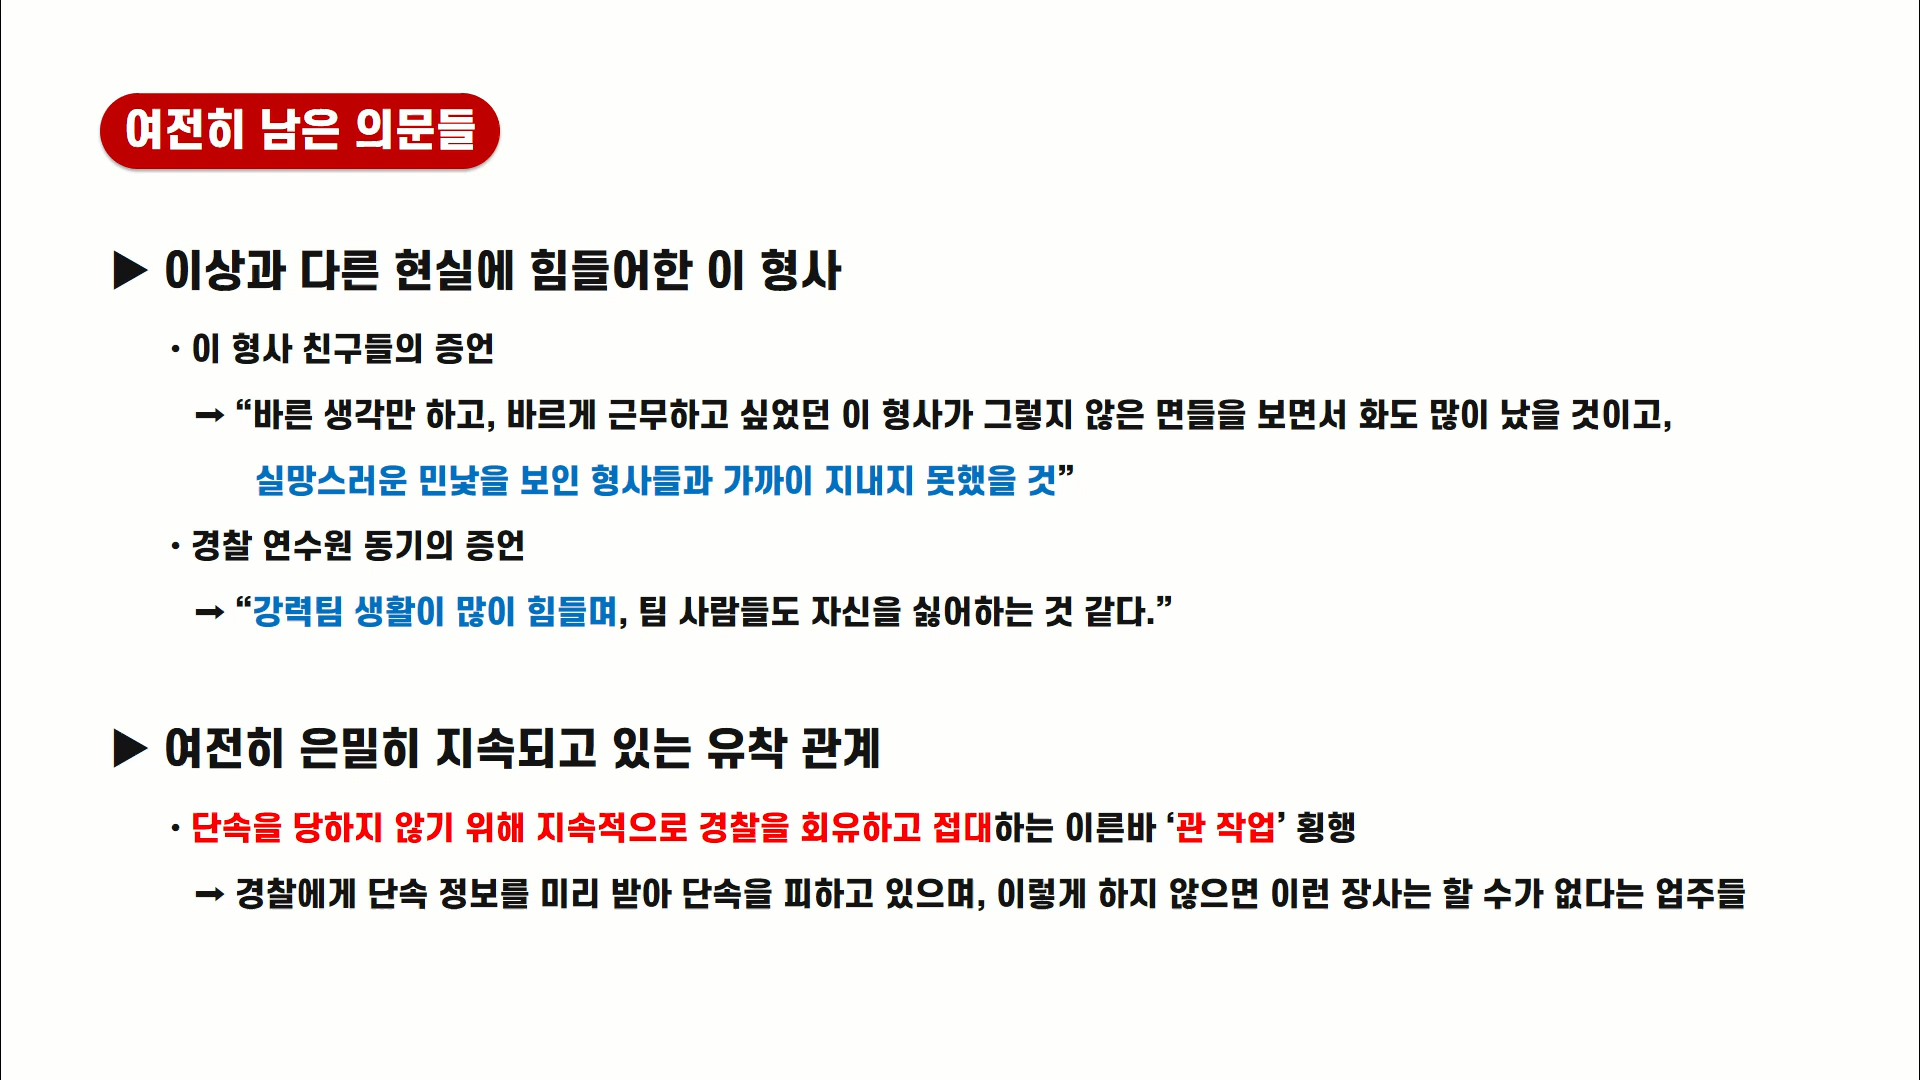 여전히 남은 의문들
▶ 이상과 다른 현실에 힘들어한 이 형사
· 이 형사 친구들의 증언
→ “바른 생각만 하고, 바르게 근무하고 싶었던 이 형사가 그렇지 않은 면들을 보면서 화도 많이 났을 것이고,
실망스러운 민낯을 보인 형사들과 가까이 지내지 못했을 것”
· 경찰 연수원 동기의 증언
→ “강력팀 생활이 많이 힘들며, 팀 사람들도 자신을 싫어하는 것 같다.”
▶ 여전히 은밀히 지속되고 있는 유착 관계
· 단속을 당하지 않기 위해 지속적으로 경찰을 회유하고 접대하는 이른바 ‘관 작업’ 횡행
→ 경찰에게 단속 정보를 미리 받아 단속을 피하고 있으며, 이렇게 하지 않으면 이런 장사는 할 수가 없다는 업주들